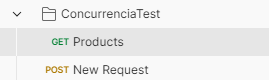 ConcurrenciaTest
GET Products
POST New Request